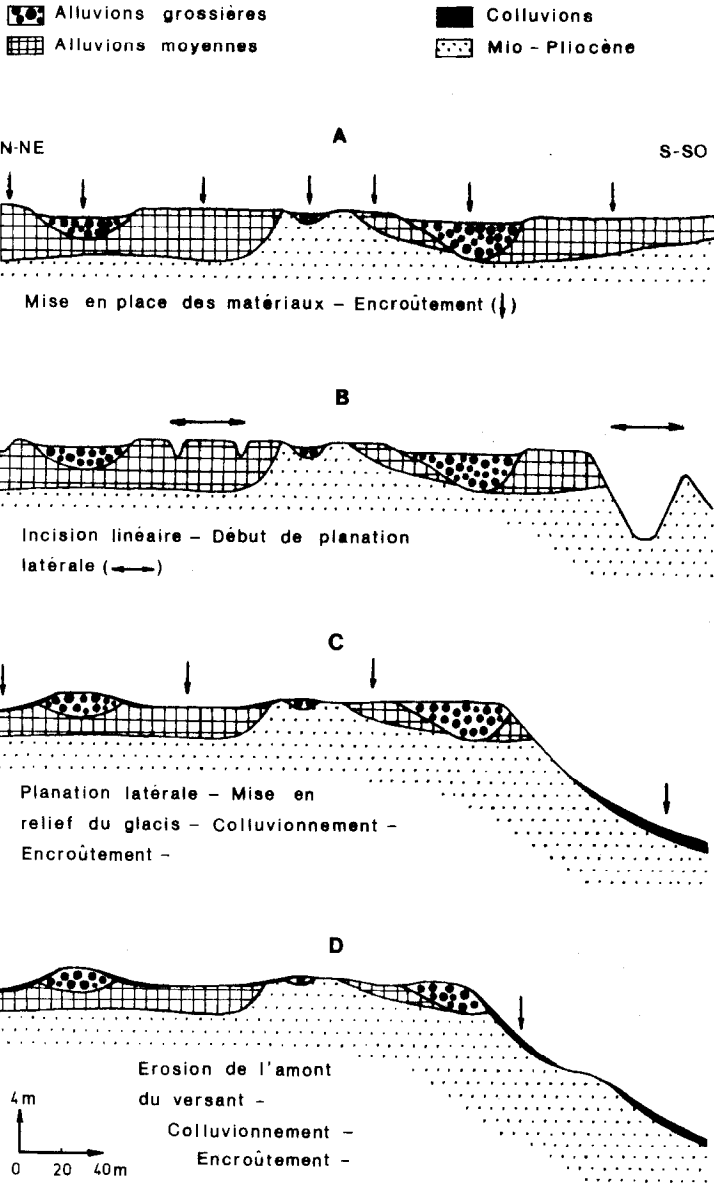 Alluvions grossières
Colluvions
Alluvions moyennes
Mio - Pliocène
A
N-NE
S-SO
Mise en place des matériaux - Encroûtement (↓)
B
Incision linéaire - Début de planation
latérale (↔)
C
Planation latérale - Mise en
relief du glacis - Colluvionnement -
Encroûtement -
D
Erosion de l'amont
du versant -
Colluvionnement -
Encroûtement -
4m
0 20 40m